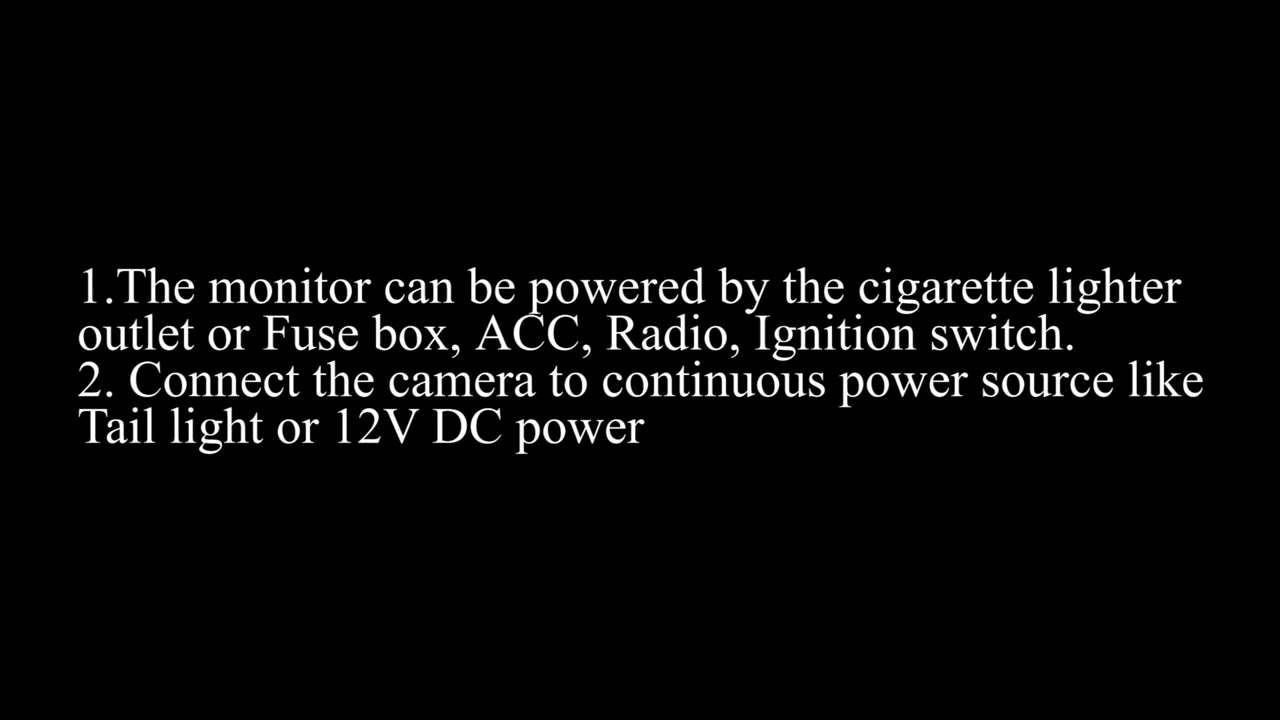 1.The monitor can be powered by the cigarette lighter
outlet or Fuse box, ACC, Radio, Ignition switch.
2. Connect the camera to continuous power source like
Tail light or 12V DC power